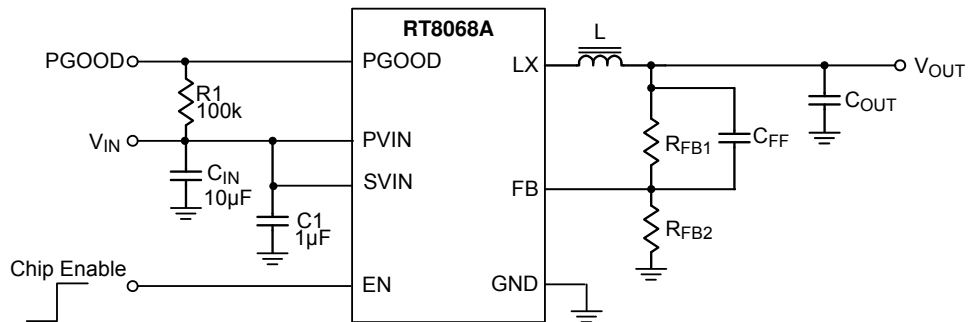 RT8068A
PGOOD
PGOOD
LX
L
VOUT
R1
100k
COUT
VIN
PVIN
RFB1
CFF
CIN
10µF
SVIN
FB
C1
1µF
RFB2
Chip Enable
EN
GND